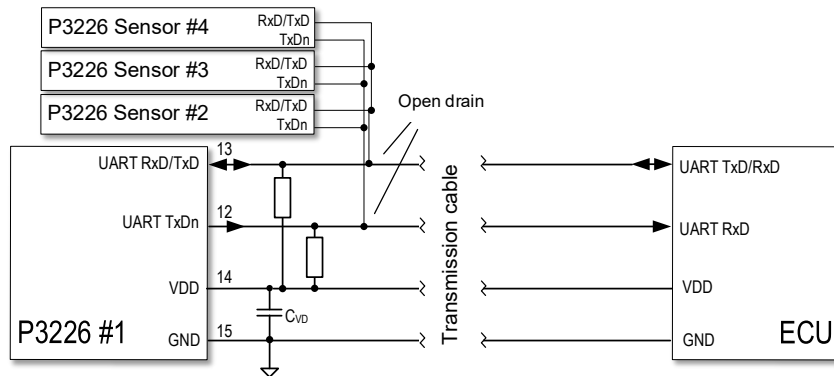 P3226 Sensor #4
RxD/TxD
TxDn
P3226 Sensor #3
RxD/TxD
TxDn
P3226 Sensor #2
RxD/TxD
TxDn
Open drain
UART RxD/TxD
13
UART TxD/RxD
UART TxDn
12
UART RxD
Transmission cable
VDD
14
VDD
CVD
P3226 #1
GND
15
GND
ECU